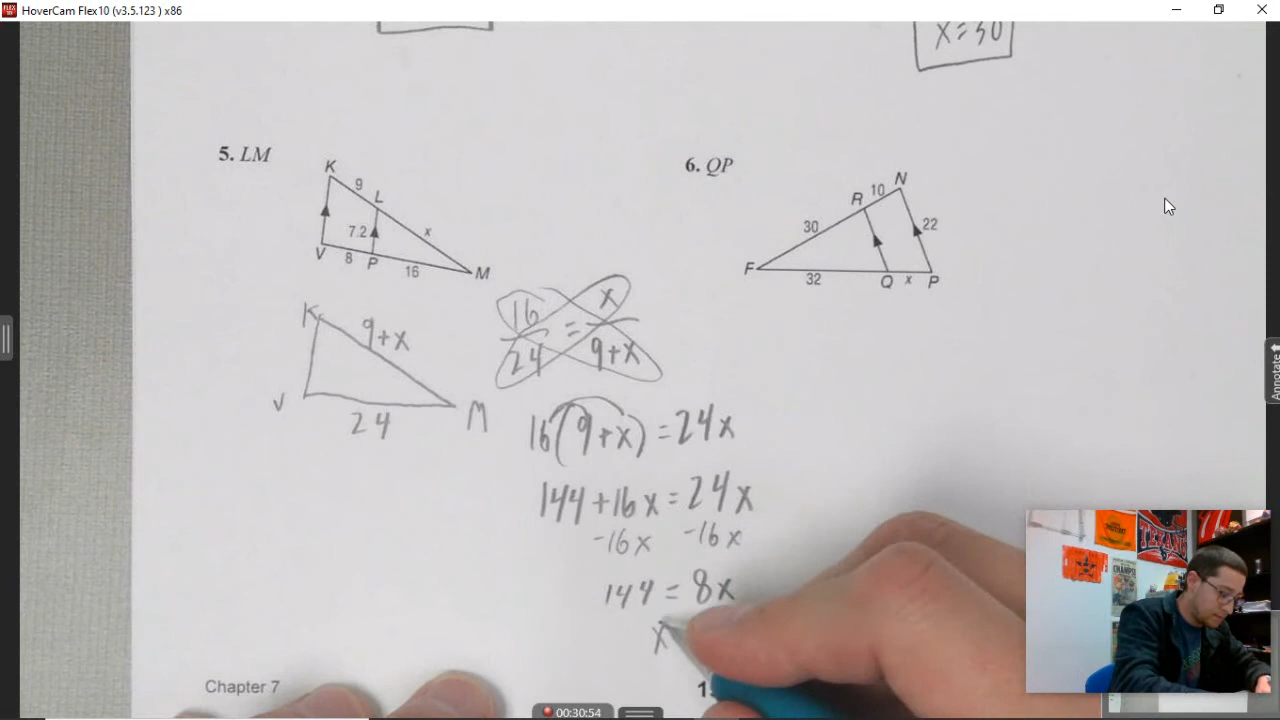 HoverCam Flex10 (v3.5.123 ) x86
x = 30
5. LM
K
9
L
7.2
x
V
8
P
16
M
6. QP
N
10
R
30
22
F
32
Q
x
P
K
9+x
V
24
M
16/24 = x/9+x
16(9+x) = 24x
144+16x = 24x
-16x -16x
144 = 8x
x
Annotate
TEXANS
Chapter 7
00:30:54